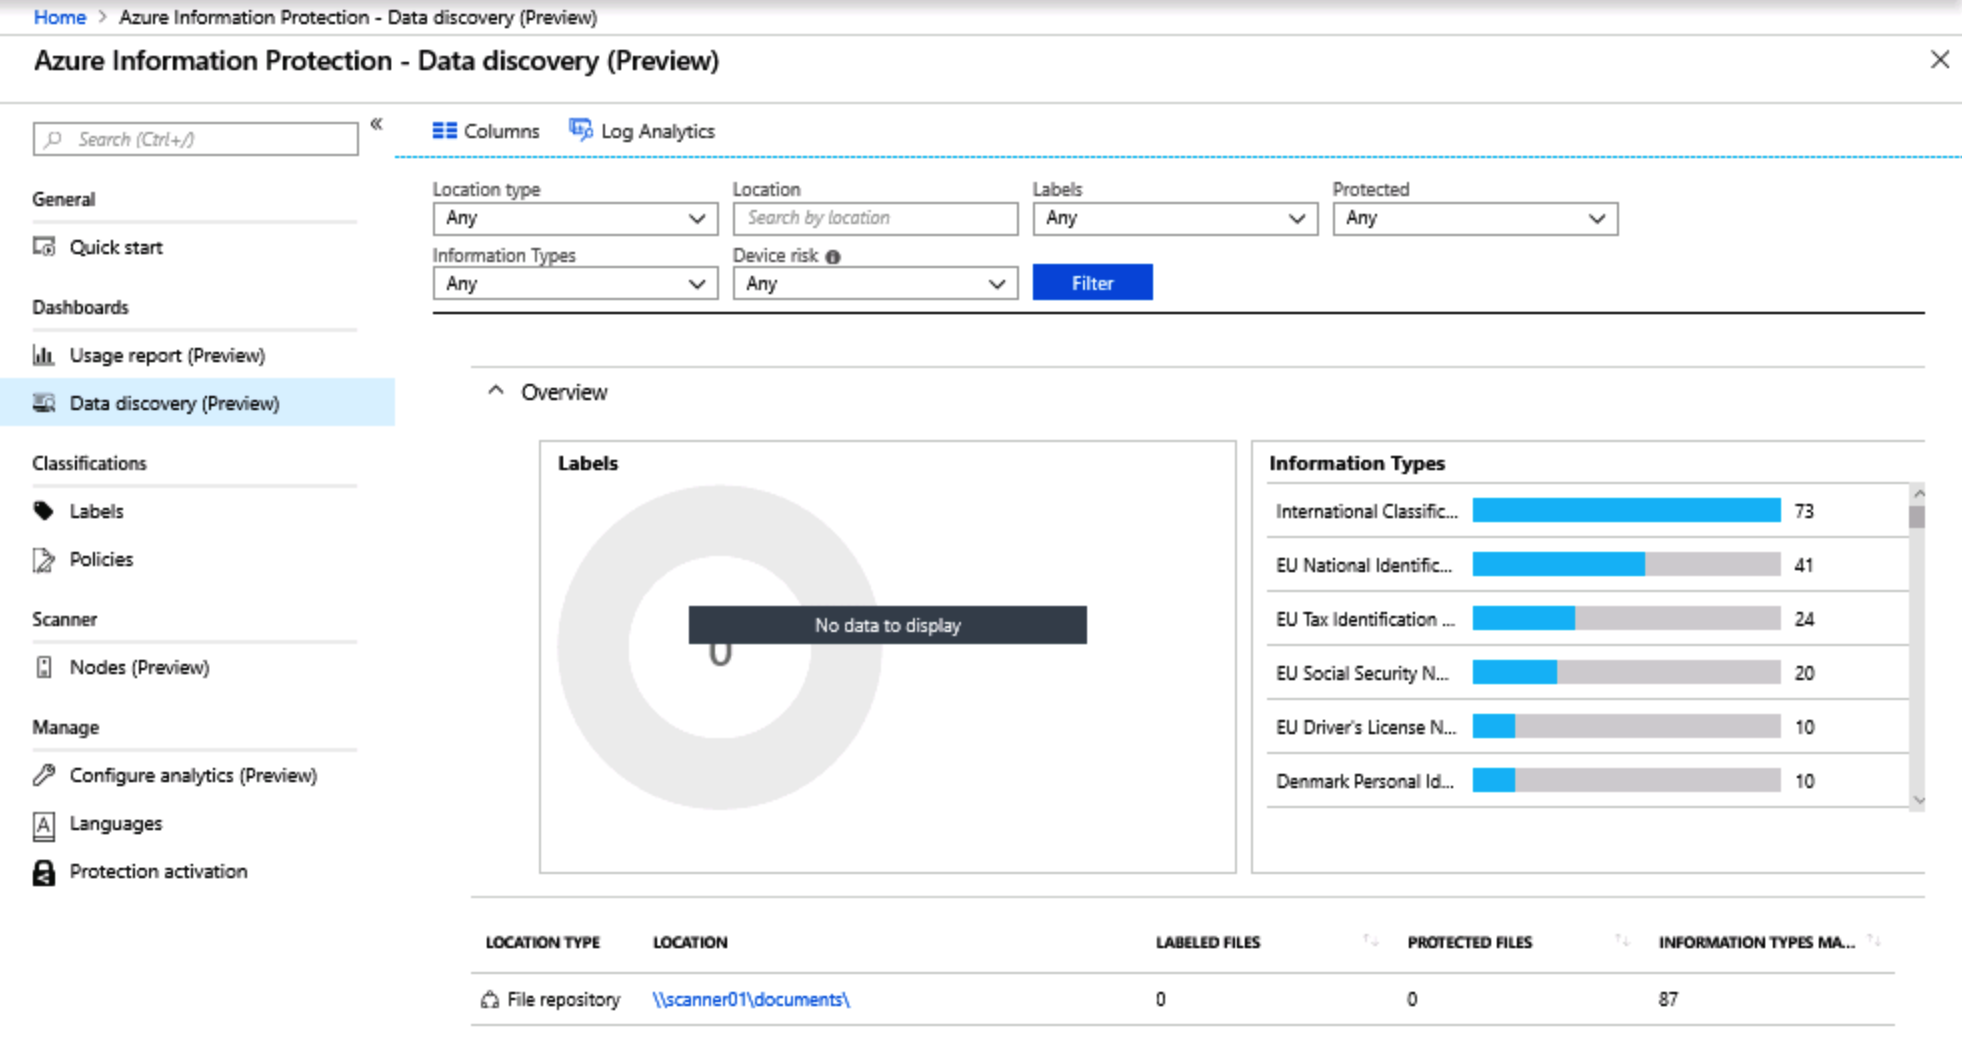 Home > Azure Information Protection - Data discovery (Preview)
Azure Information Protection - Data discovery (Preview)
Search (Ctrl+/)
«
Columns
Log Analytics
General
Quick start
Dashboards
Usage report (Preview)
Data discovery (Preview)
Classifications
Labels
Policies
Scanner
Nodes (Preview)
Manage
Configure analytics (Preview)
Languages
Protection activation
Location type
Location
Labels
Protected
Any
Search by location
Any
Any
Information Types
Device risk
Any
Any
Filter
Overview
Labels
No data to display
0
Information Types
International Classific... 73
EU National Identific... 41
EU Tax Identification ... 24
EU Social Security N... 20
EU Driver's License N... 10
Denmark Personal Id... 10
LOCATION TYPE LOCATION LABELED FILES PROTECTED FILES INFORMATION TYPES MA...
File repository \\scanner01\documents\ 0 0 87